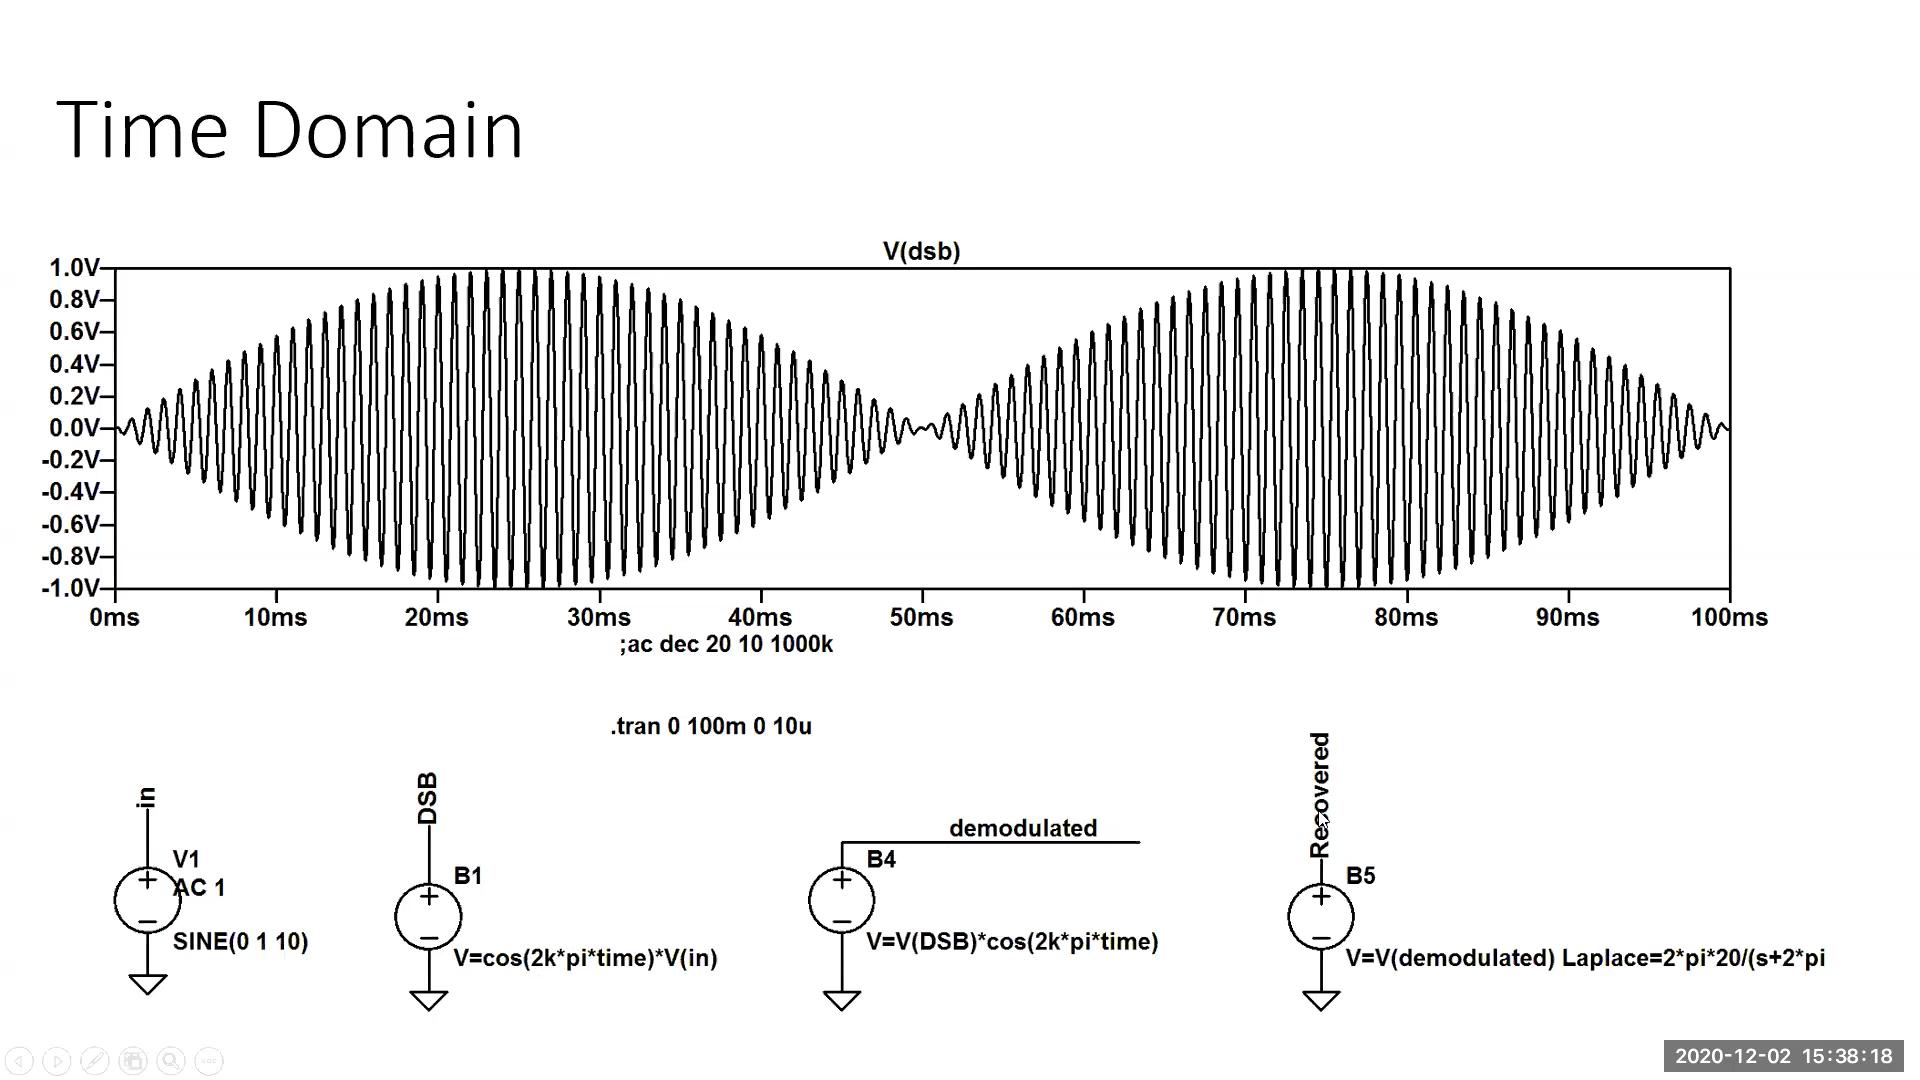 Time Domain
V(dsb)
1.0V
0.8V
0.6V
0.4V
0.2V
0.0V
-0.2V
-0.4V
-0.6V
-0.8V
-1.0V
0ms 10ms 20ms 30ms 40ms 50ms 60ms 70ms 80ms 90ms 100ms
;ac dec 20 10 1000k
.tran 0 100m 0 10u
in
V1
AC 1
SINE(0 1 10)
DSB
B1
V=cos(2k*pi*time)*V(in)
demodulated
B4
V=V(DSB)*cos(2k*pi*time)
Recovered
B5
V=V(demodulated) Laplace=2*pi*20/(s+2*pi
2020-12-02 15:38:18